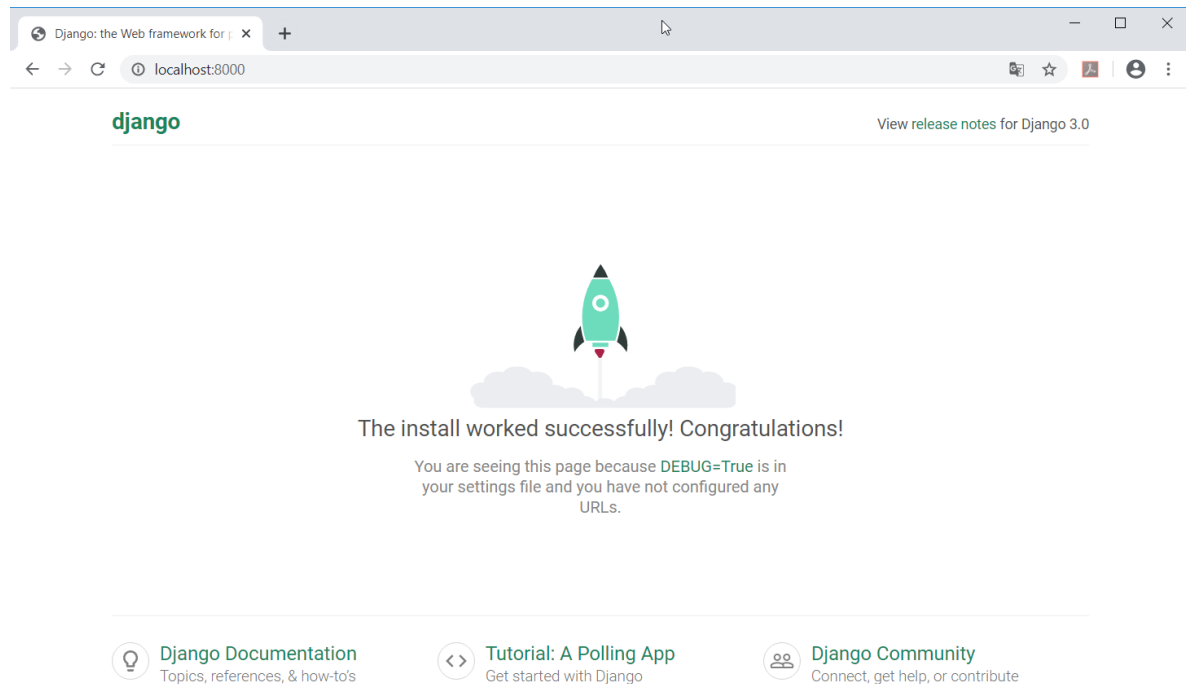 Django: the Web framework for p
localhost:8000
django
View release notes for Django 3.0
The install worked successfully! Congratulations!
You are seeing this page because DEBUG=True is in
your settings file and you have not configured any
URLs.
Django Documentation
Topics, references, & how-to's
Tutorial: A Polling App
Get started with Django
Django Community
Connect, get help, or contribute